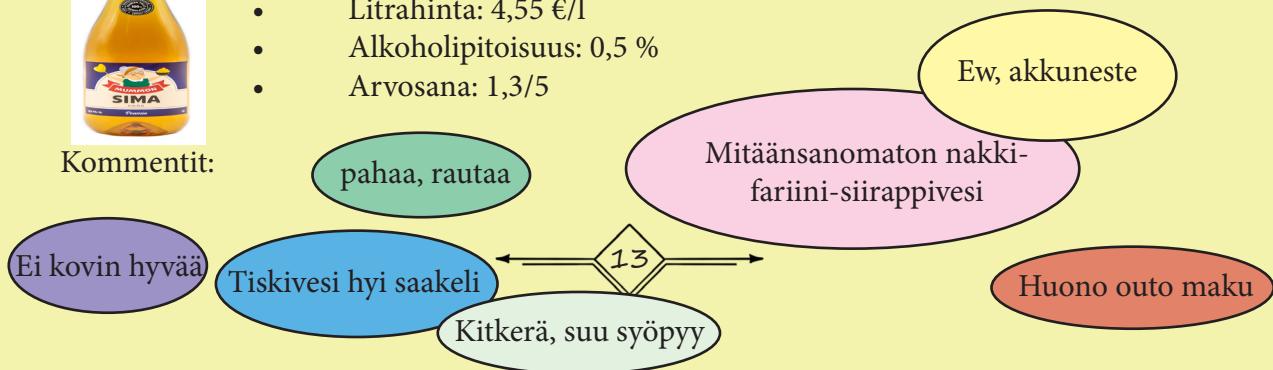 • Litrahinta: 4,55 €/l
• Alkoholipitoisuus: 0,5 %
• Arvosana: 1,3/5
MUMMON
SIMA
Kommentit:
Ew, akkuneste
Mitäänsanomaton nakki-
fariini-siirappivesi
pahaa, rautaa
Ei kovin hyvää
Tiskivesi hyi saakeli
13
Huono outo maku
Kitkerä, suu syöpyy